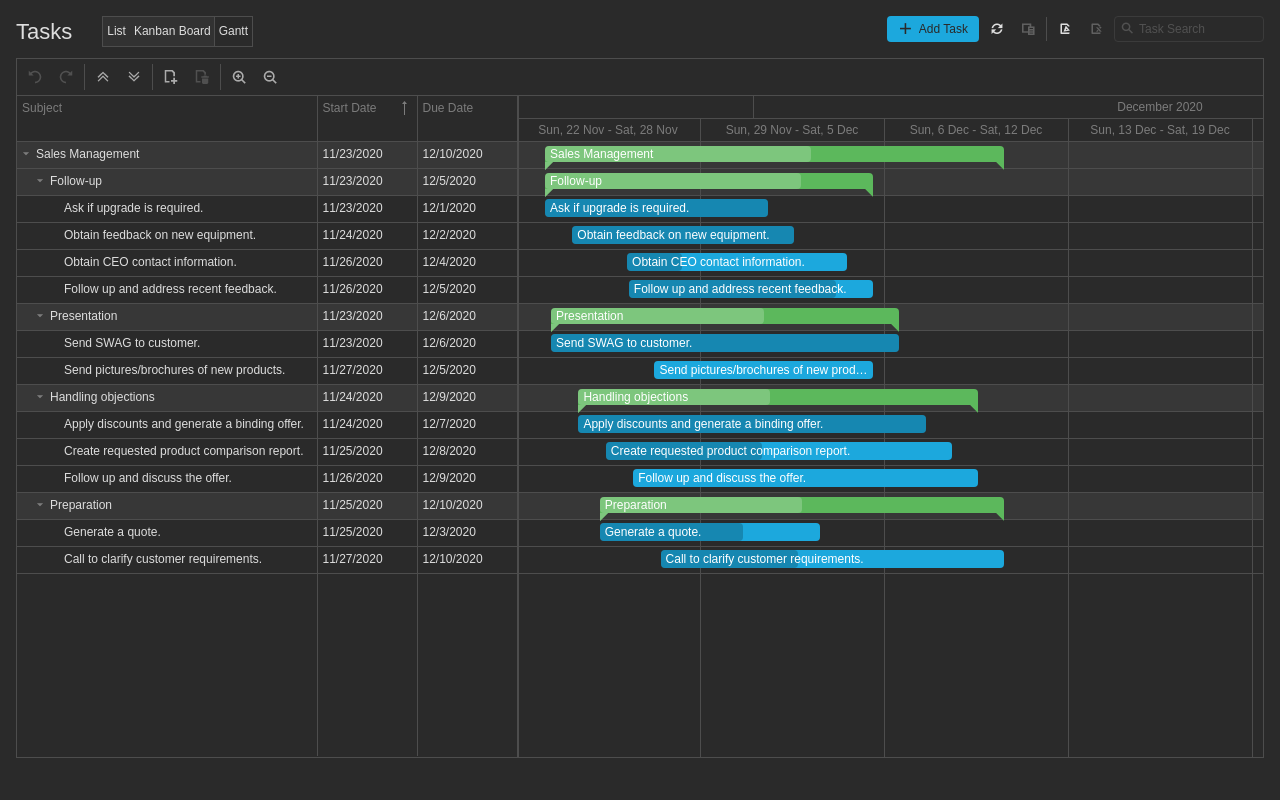 Tasks
List Kanban Board Gantt
Add Task
Task Search
Subject Start Date Due Date
December 2020
Sun, 22 Nov - Sat, 28 Nov Sun, 29 Nov - Sat, 5 Dec Sun, 6 Dec - Sat, 12 Dec Sun, 13 Dec - Sat, 19 Dec
Sales Management 11/23/2020 12/10/2020 Sales Management
Follow-up 11/23/2020 12/5/2020 Follow-up
Ask if upgrade is required. 11/23/2020 12/1/2020 Ask if upgrade is required.
Obtain feedback on new equipment. 11/24/2020 12/2/2020 Obtain feedback on new equipment.
Obtain CEO contact information. 11/26/2020 12/4/2020 Obtain CEO contact information.
Follow up and address recent feedback. 11/26/2020 12/5/2020 Follow up and address recent feedback.
Presentation 11/23/2020 12/6/2020 Presentation
Send SWAG to customer. 11/23/2020 12/6/2020 Send SWAG to customer.
Send pictures/brochures of new products. 11/27/2020 12/5/2020 Send pictures/brochures of new prod…
Handling objections 11/24/2020 12/9/2020 Handling objections
Apply discounts and generate a binding offer. 11/24/2020 12/7/2020 Apply discounts and generate a binding offer.
Create requested product comparison report. 11/25/2020 12/8/2020 Create requested product comparison report.
Follow up and discuss the offer. 11/26/2020 12/9/2020 Follow up and discuss the offer.
Preparation 11/25/2020 12/10/2020 Preparation
Generate a quote. 11/25/2020 12/3/2020 Generate a quote.
Call to clarify customer requirements. 11/27/2020 12/10/2020 Call to clarify customer requirements.